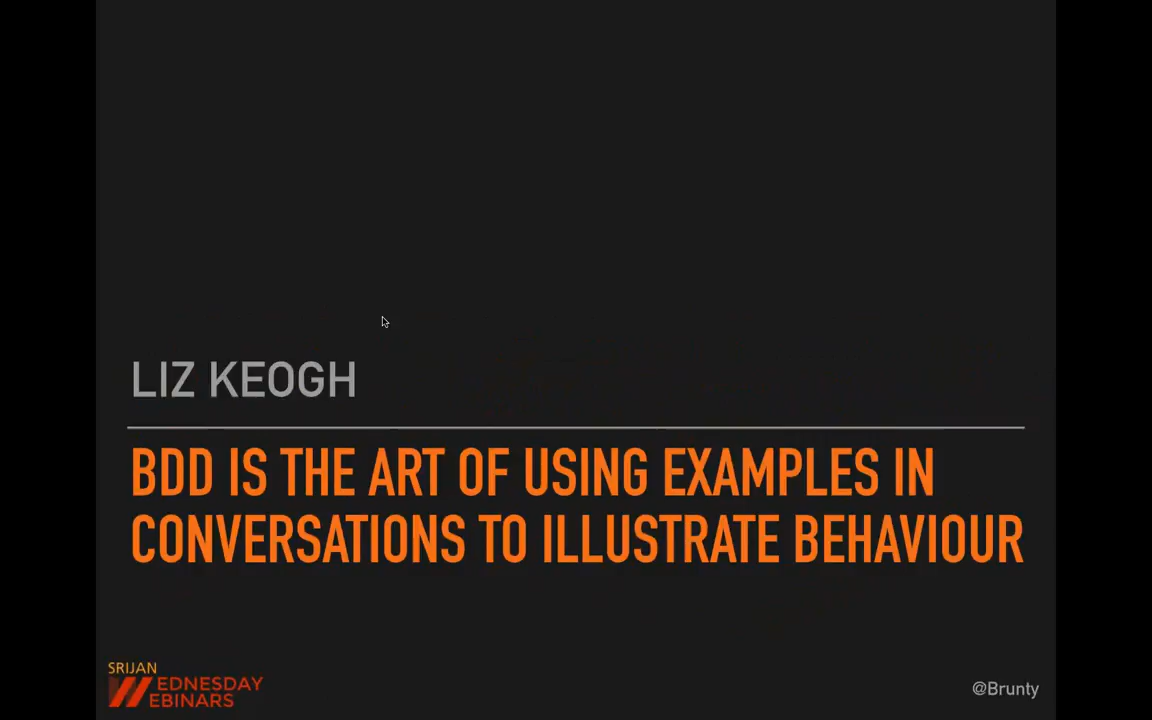 LIZ KEOGH
BDD IS THE ART OF USING EXAMPLES IN
CONVERSATIONS TO ILLUSTRATE BEHAVIOUR
SRIJAN
WEDNESDAY
WEBINARS
@Brunty